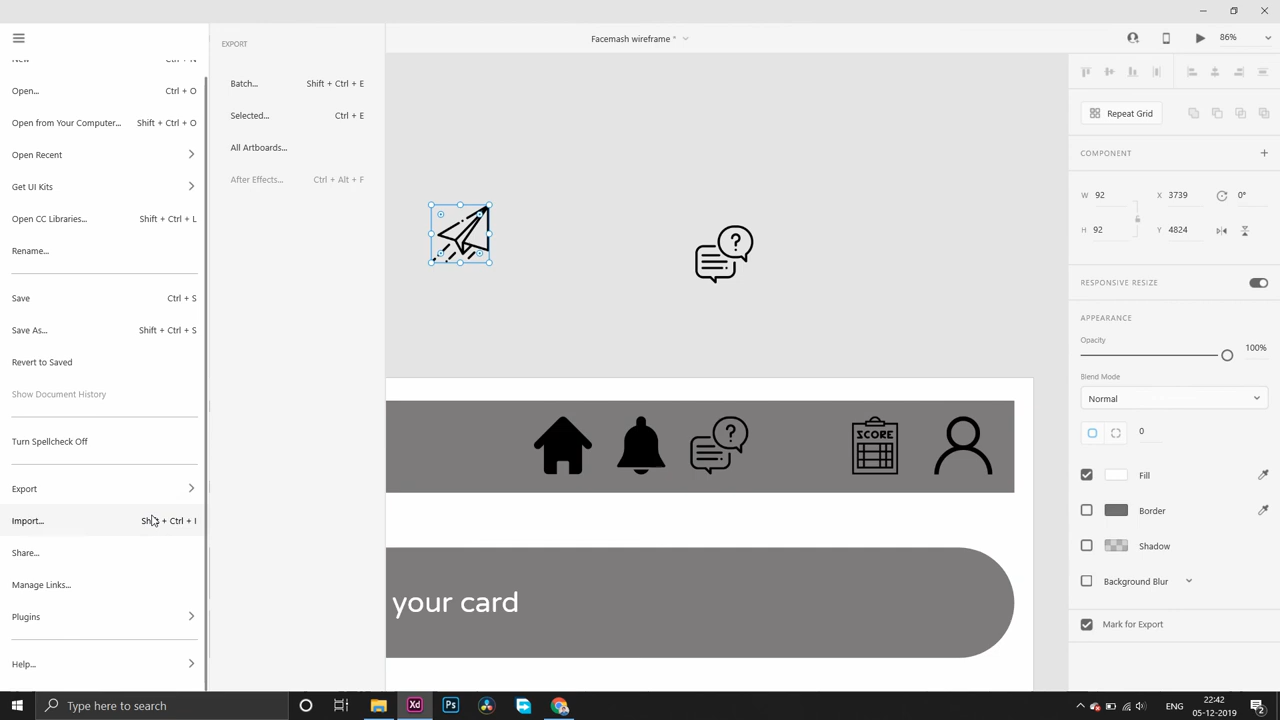 Facemash wireframe *
86%
New Ctrl + N
Open... Ctrl + O
Open from Your Computer... Shift + Ctrl + O
Open Recent
Get UI Kits
Open CC Libraries... Shift + Ctrl + L
Rename...
Save Ctrl + S
Save As... Shift + Ctrl + S
Revert to Saved
Show Document History
Turn Spellcheck Off
Export
Import... Shift + Ctrl + I
Share...
Manage Links...
Plugins
Help...
EXPORT
Batch... Shift + Ctrl + E
Selected... Ctrl + E
All Artboards...
After Effects... Ctrl + Alt + F
?
?
SCORE
your card
Repeat Grid
COMPONENT
W 92 X 3739 0°
H 92 Y 4824
RESPONSIVE RESIZE
APPEARANCE
Opacity
100%
Blend Mode
Normal
0
Fill
Border
Shadow
Background Blur
Mark for Export
Type here to search
Xd
Ps
ENG
22:42
05-12-2019
2